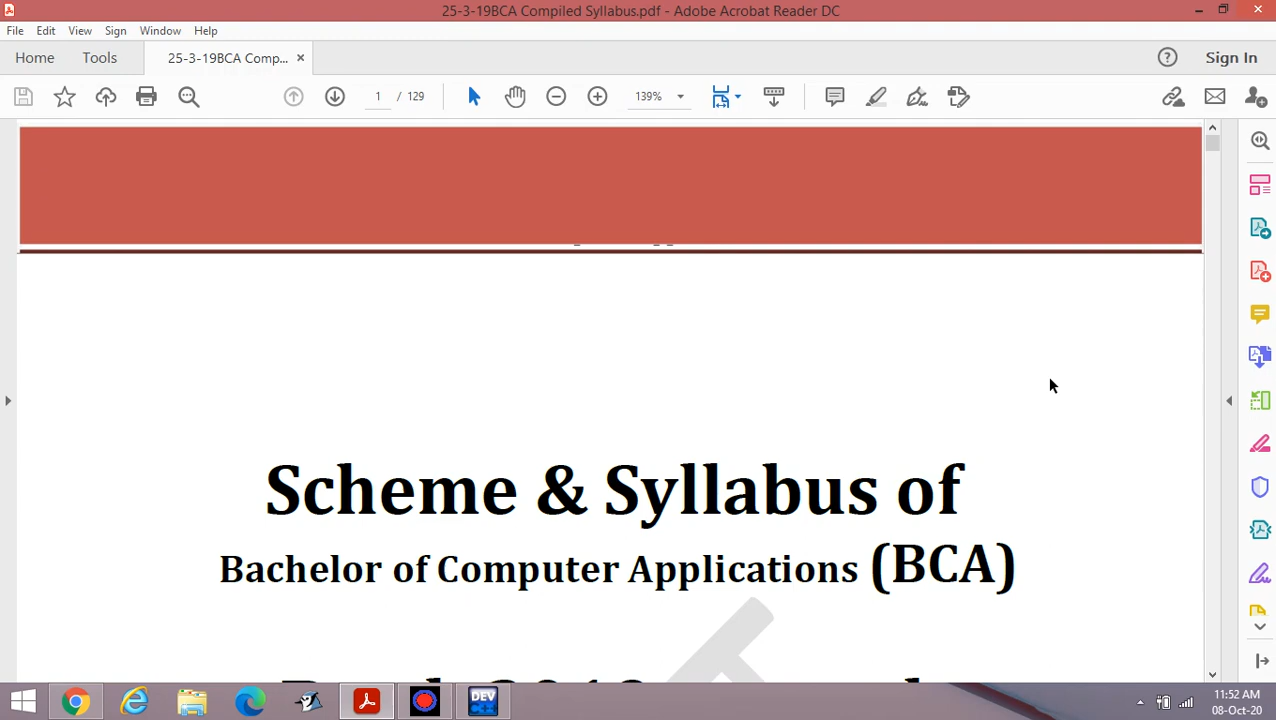 25-3-19BCA Compiled Syllabus.pdf - Adobe Acrobat Reader DC
File Edit View Sign Window Help
Home Tools 25-3-19BCA Comp... Sign In
1 / 129 139%
Scheme & Syllabus of
Bachelor of Computer Applications (BCA)
DEV
11:52 AM
08-Oct-20